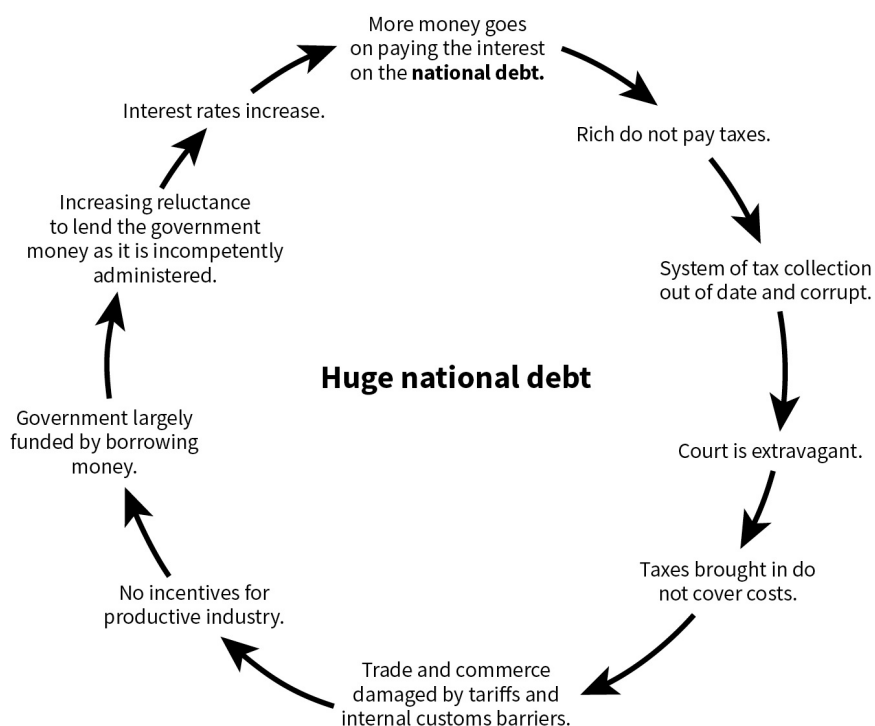 More money goes
on paying the interest
on the national debt.
Rich do not pay taxes.
System of tax collection
out of date and corrupt.
Court is extravagant.
Taxes brought in do
not cover costs.
Trade and commerce
damaged by tariffs and
internal customs barriers.
No incentives for
productive industry.
Government largely
funded by borrowing
money.
Increasing reluctance
to lend the government
money as it is incompetently
administered.
Interest rates increase.
Huge national debt